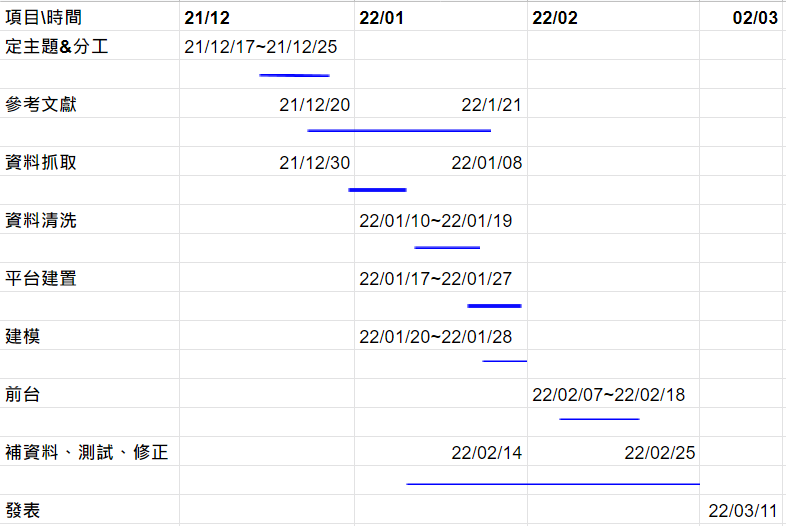 項目\時間 21/12 22/01 22/02 02/03
定主題&分工 21/12/17~21/12/25
參考文獻 21/12/20 22/1/21
資料抓取 21/12/30 22/01/08
資料清洗 22/01/10~22/01/19
平台建置 22/01/17~22/01/27
建模 22/01/20~22/01/28
前台 22/02/07~22/02/18
補資料、測試、修正 22/02/14 22/02/25
發表 22/03/11